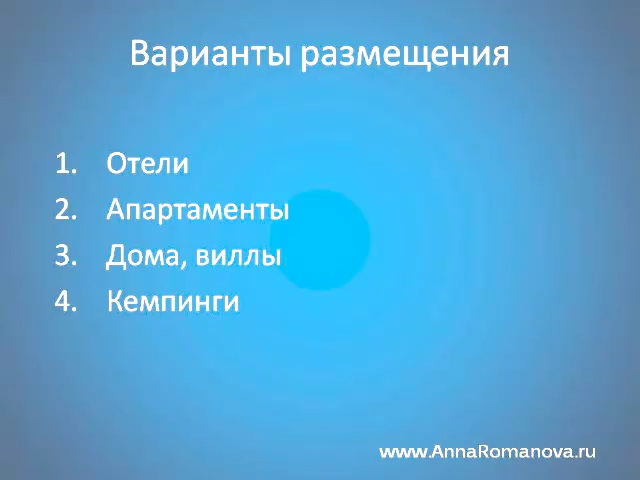 Варианты размещения
1. Отели
2. Апартаменты
3. Дома, виллы
4. Кемпинги
www.AnnaRomanova.ru